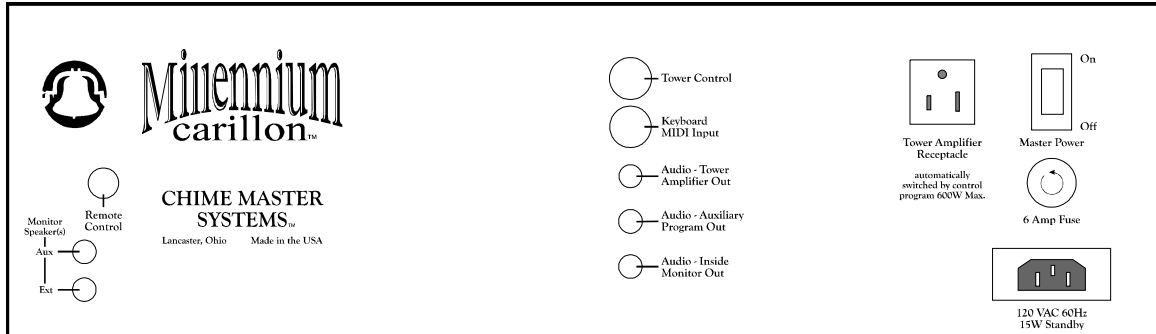 Millennium
carillon™
CHIME MASTER
SYSTEMS™
Lancaster, Ohio Made in the USA
Remote
Control
Monitor
Speaker(s)
Aux
Ext
Tower Control
Keyboard
MIDI Input
Audio - Tower
Amplifier Out
Audio - Auxiliary
Program Out
Audio - Inside
Monitor Out
Tower Amplifier
Receptacle
automatically
switched by control
program 600W Max.
On
Off
Master Power
6 Amp Fuse
120 VAC 60Hz
15W Standby